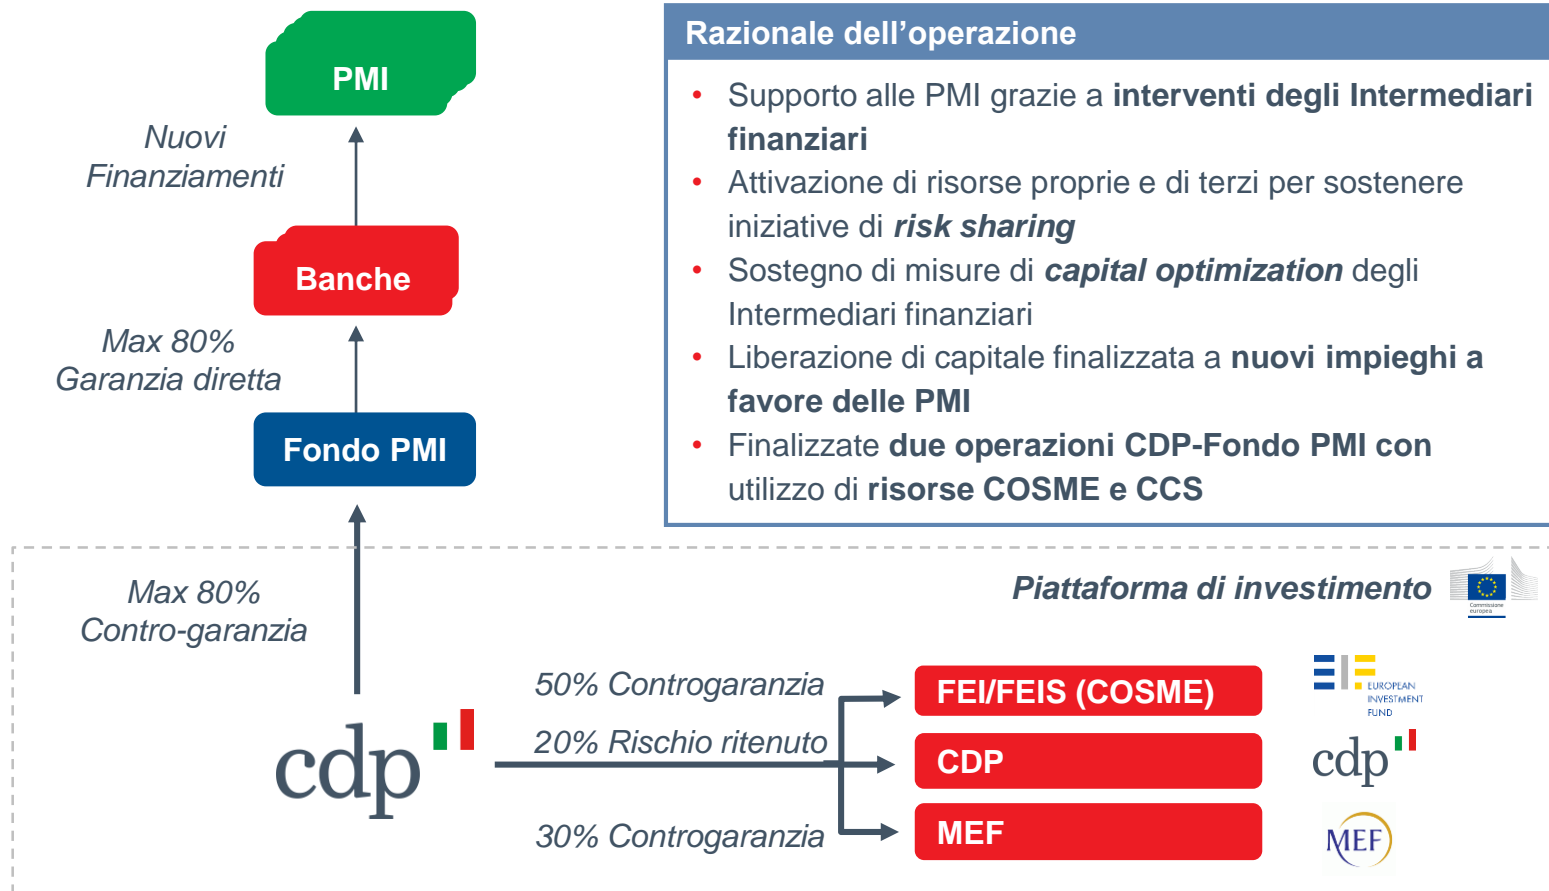 PMI
Nuovi
Finanziamenti
Banche
Max 80%
Garanzia diretta
Fondo PMI
Razionale dell’operazione
• Supporto alle PMI grazie a interventi degli Intermediari
finanziari
• Attivazione di risorse proprie e di terzi per sostenere
iniziative di risk sharing
• Sostegno di misure di capital optimization degli
Intermediari finanziari
• Liberazione di capitale finalizzata a nuovi impieghi a
favore delle PMI
• Finalizzate due operazioni CDP-Fondo PMI con
utilizzo di risorse COSME e CCS
Max 80%
Contro-garanzia
Piattaforma di investimento
Commissione
europea
cdp
50% Controgaranzia
20% Rischio ritenuto
30% Controgaranzia
FEI/FEIS (COSME)
CDP
MEF
EIF
EUROPEAN
INVESTMENT
FUND
cdp
MEF